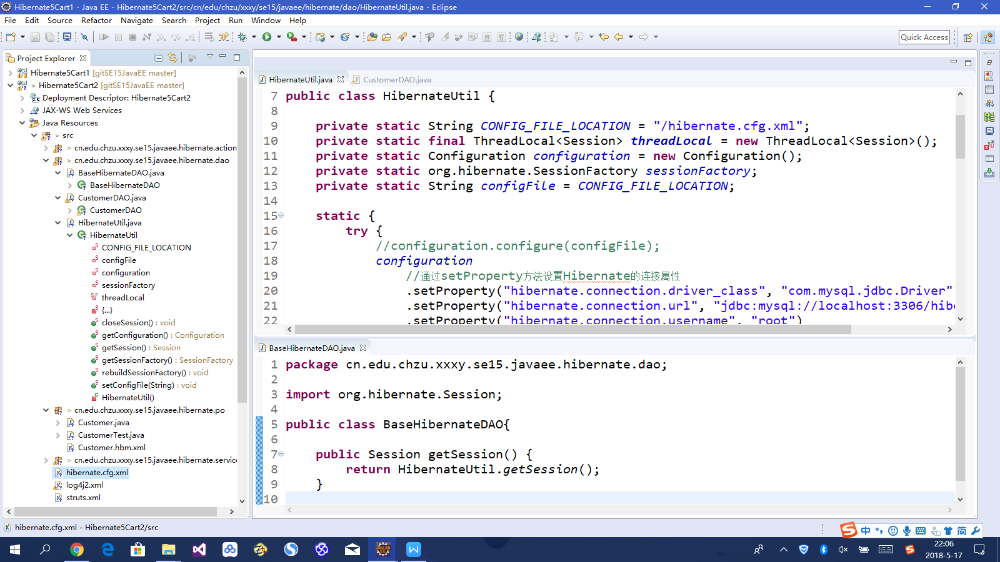 Hibernate5Cart1 - Java EE - Hibernate5Cart2/src/cn/edu/chzu/xxxy/se15/javaee/hibernate/dao/HibernateUtil.java - Eclipse
File Edit Source Refactor Navigate Search Project Run Window Help
Quick Access
Project Explorer
Hibernate5Cart1 [gitSE15JavaEE master]
> Hibernate5Cart2 [gitSE15JavaEE master]
Deployment Descriptor: Hibernate5Cart2
JAX-WS Web Services
Java Resources
> src
> cn.edu.chzu.xxxy.se15.javaee.hibernate.action
> cn.edu.chzu.xxxy.se15.javaee.hibernate.dao
BaseHibernateDAO.java
BaseHibernateDAO
CustomerDAO.java
CustomerDAO
HibernateUtil.java
HibernateUtil
CONFIG_FILE_LOCATION
configFile
configuration
sessionFactory
threadLocal
{...}
closeSession() : void
getConfiguration() : Configuration
getSession() : Session
getSessionFactory() : SessionFactory
rebuildSessionFactory() : void
setConfigFile(String) : void
HibernateUtil()
> cn.edu.chzu.xxxy.se15.javaee.hibernate.po
Customer.java
CustomerTest.java
Customer.hbm.xml
> cn.edu.chzu.xxxy.se15.javaee.hibernate.servic
hibernate.cfg.xml
log4j2.xml
struts.xml
HibernateUtil.java CustomerDAO.java
7 public class HibernateUtil {
8
9 private static String CONFIG_FILE_LOCATION = "/hibernate.cfg.xml";
10 private static final ThreadLocal<Session> threadLocal = new ThreadLocal<Session>();
11 private static Configuration configuration = new Configuration();
12 private static org.hibernate.SessionFactory sessionFactory;
13 private static String configFile = CONFIG_FILE_LOCATION;
14
15 static {
16 try {
17 //configuration.configure(configFile);
18 configuration
19 //通过setProperty方法设置Hibernate的连接属性
20 .setProperty("hibernate.connection.driver_class", "com.mysql.jdbc.Driver"
21 .setProperty("hibernate.connection.url", "jdbc:mysql://localhost:3306/hib
22 .setProperty("hibernate.connection.username", "root")
BaseHibernateDAO.java
1 package cn.edu.chzu.xxxy.se15.javaee.hibernate.dao;
2
3 import org.hibernate.Session;
4
5 public class BaseHibernateDAO{
6
7 public Session getSession() {
8 return HibernateUtil.getSession();
9 }
10
hibernate.cfg.xml - Hibernate5Cart2/src
中 简
22:06
2018-5-17